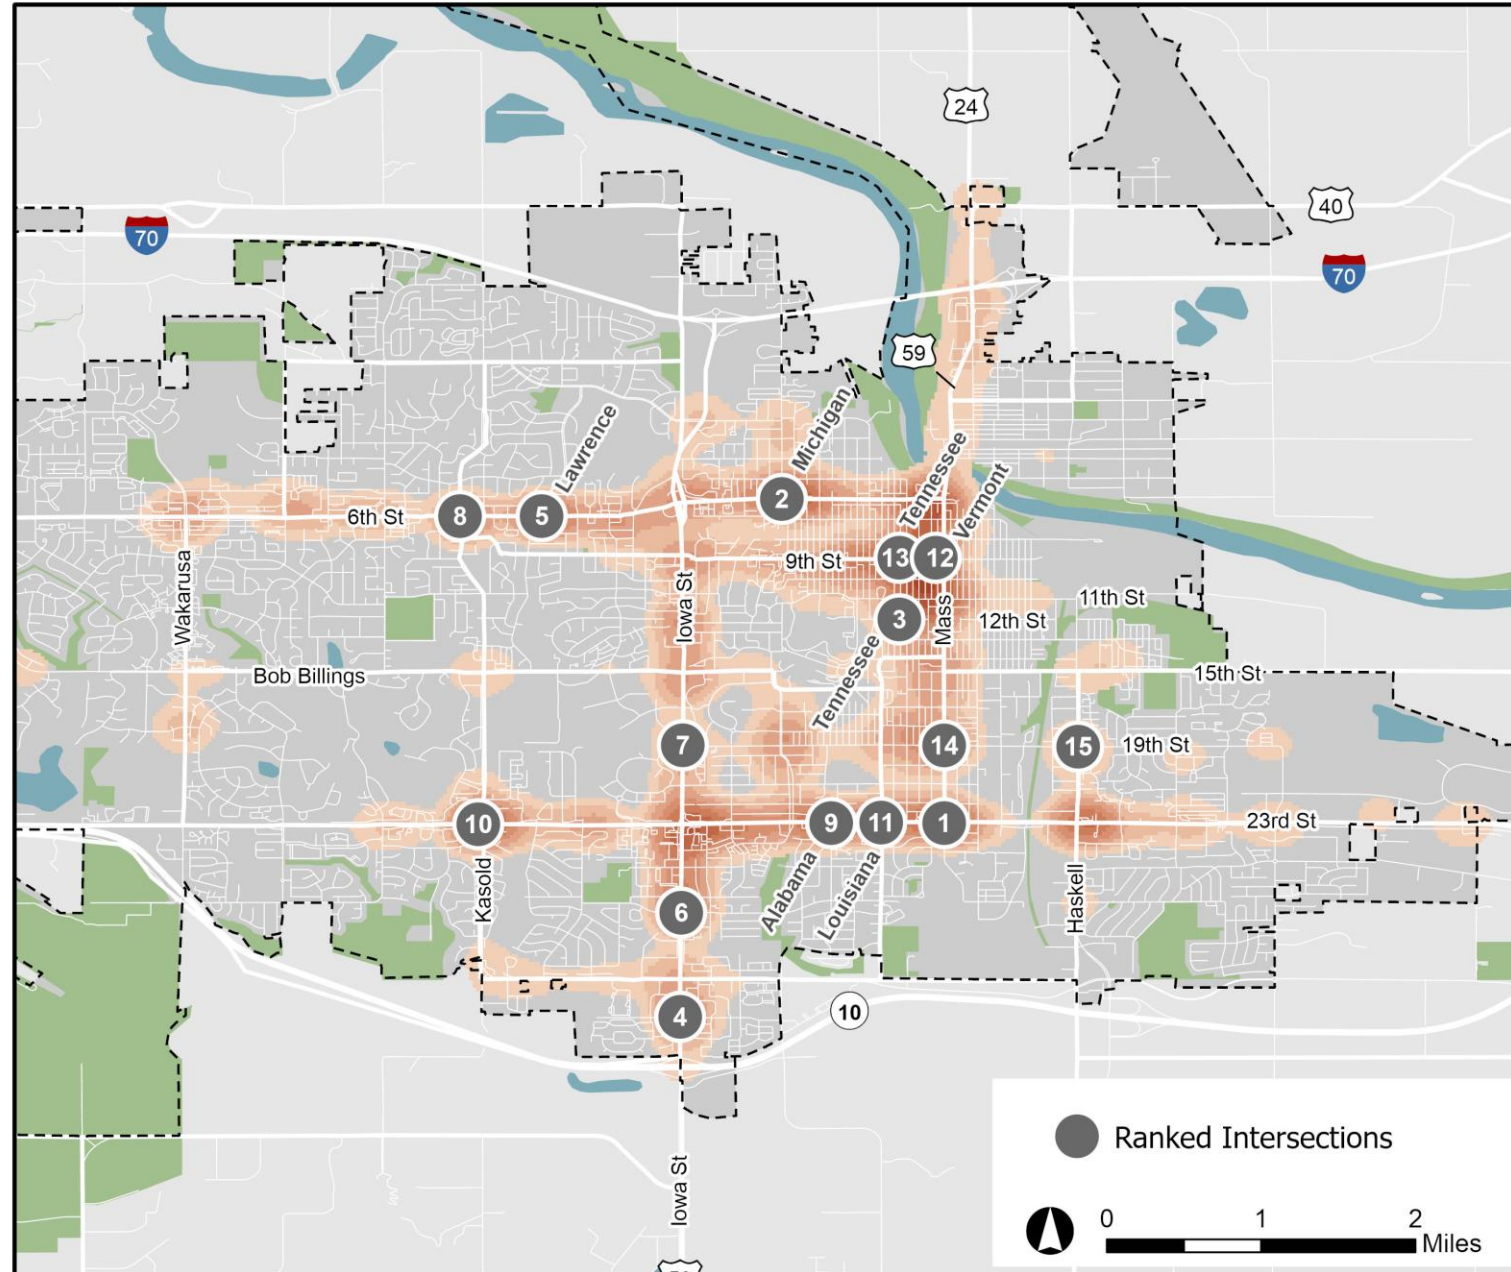 24
40
70
70
59
Michigan
Lawrence
Tennessee
Vermont
2
8
5
6th St
13
12
9th St
Wakarusa
Iowa St
Mass
11th St
3
12th St
Bob Billings
Tennessee
15th St
7
14
15
19th St
10
9
11
1
23rd St
Kasold
Alabama
Louisiana
Haskell
6
4
10
Iowa St
Ranked Intersections
0 1 2
Miles